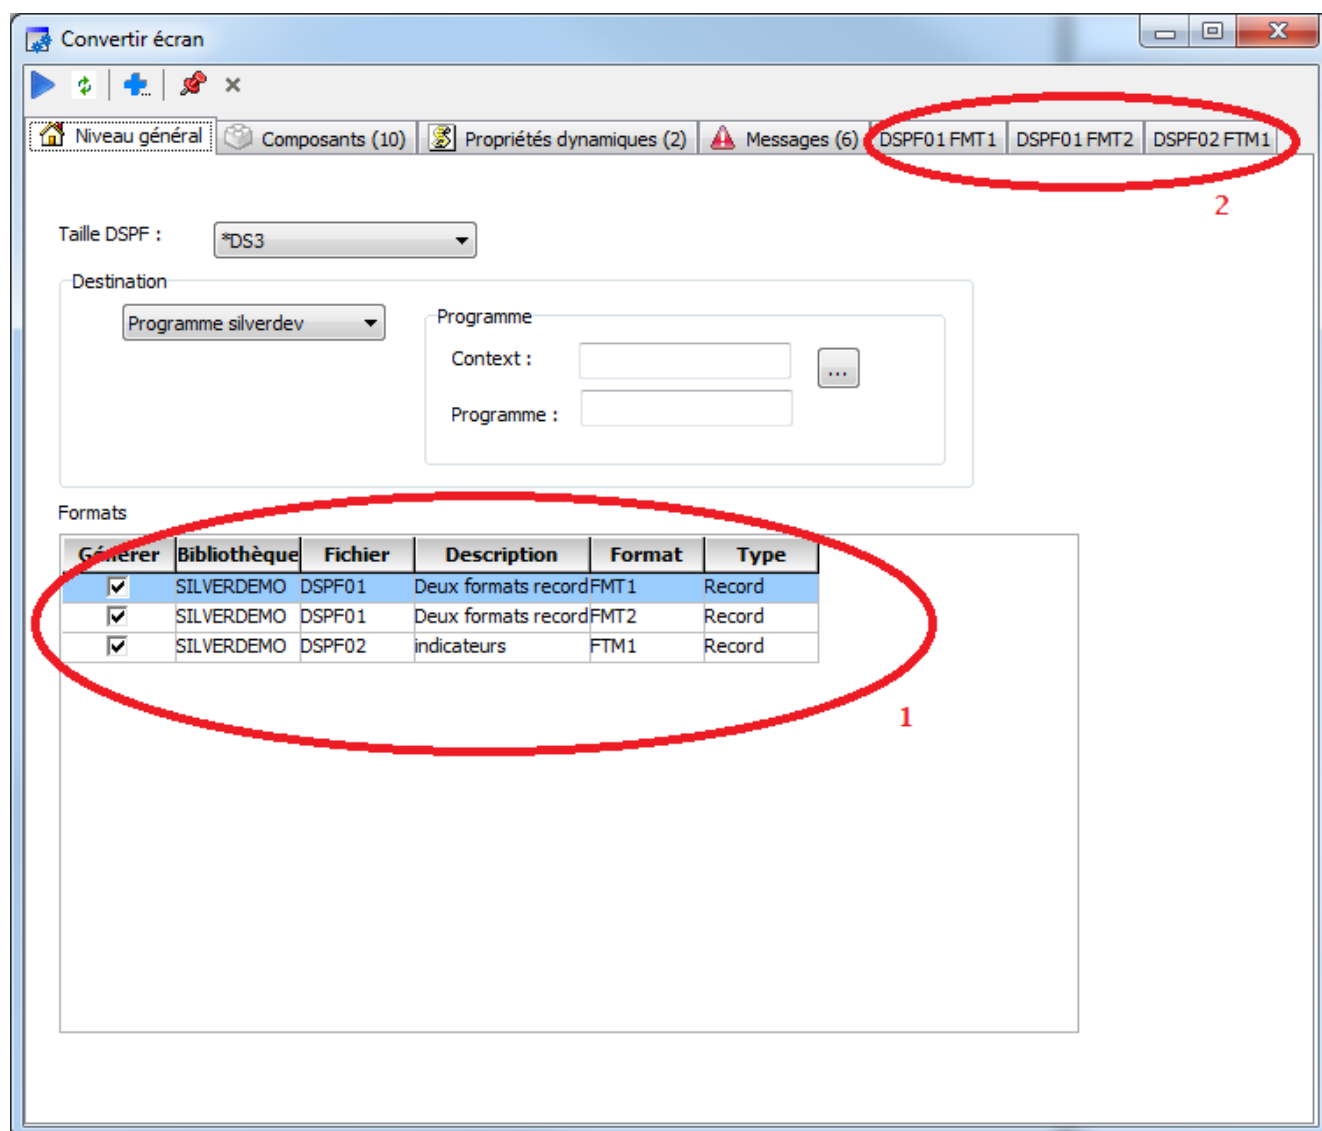 Convertir écran
Niveau général Composants (10) Propriétés dynamiques (2) Messages (6) DSPF01 FMT1 DSPF01 FMT2 DSPF02 FTM1
2
Taille DSPF : *DS3
Destination
Programme silverdev
Programme
Context : ...
Programme :
Formats
Générer Bibliothèque Fichier Description Format Type
SILVERDEMO DSPF01 Deux formats record FMT1 Record
SILVERDEMO DSPF01 Deux formats record FMT2 Record
SILVERDEMO DSPF02 indicateurs FTM1 Record
1